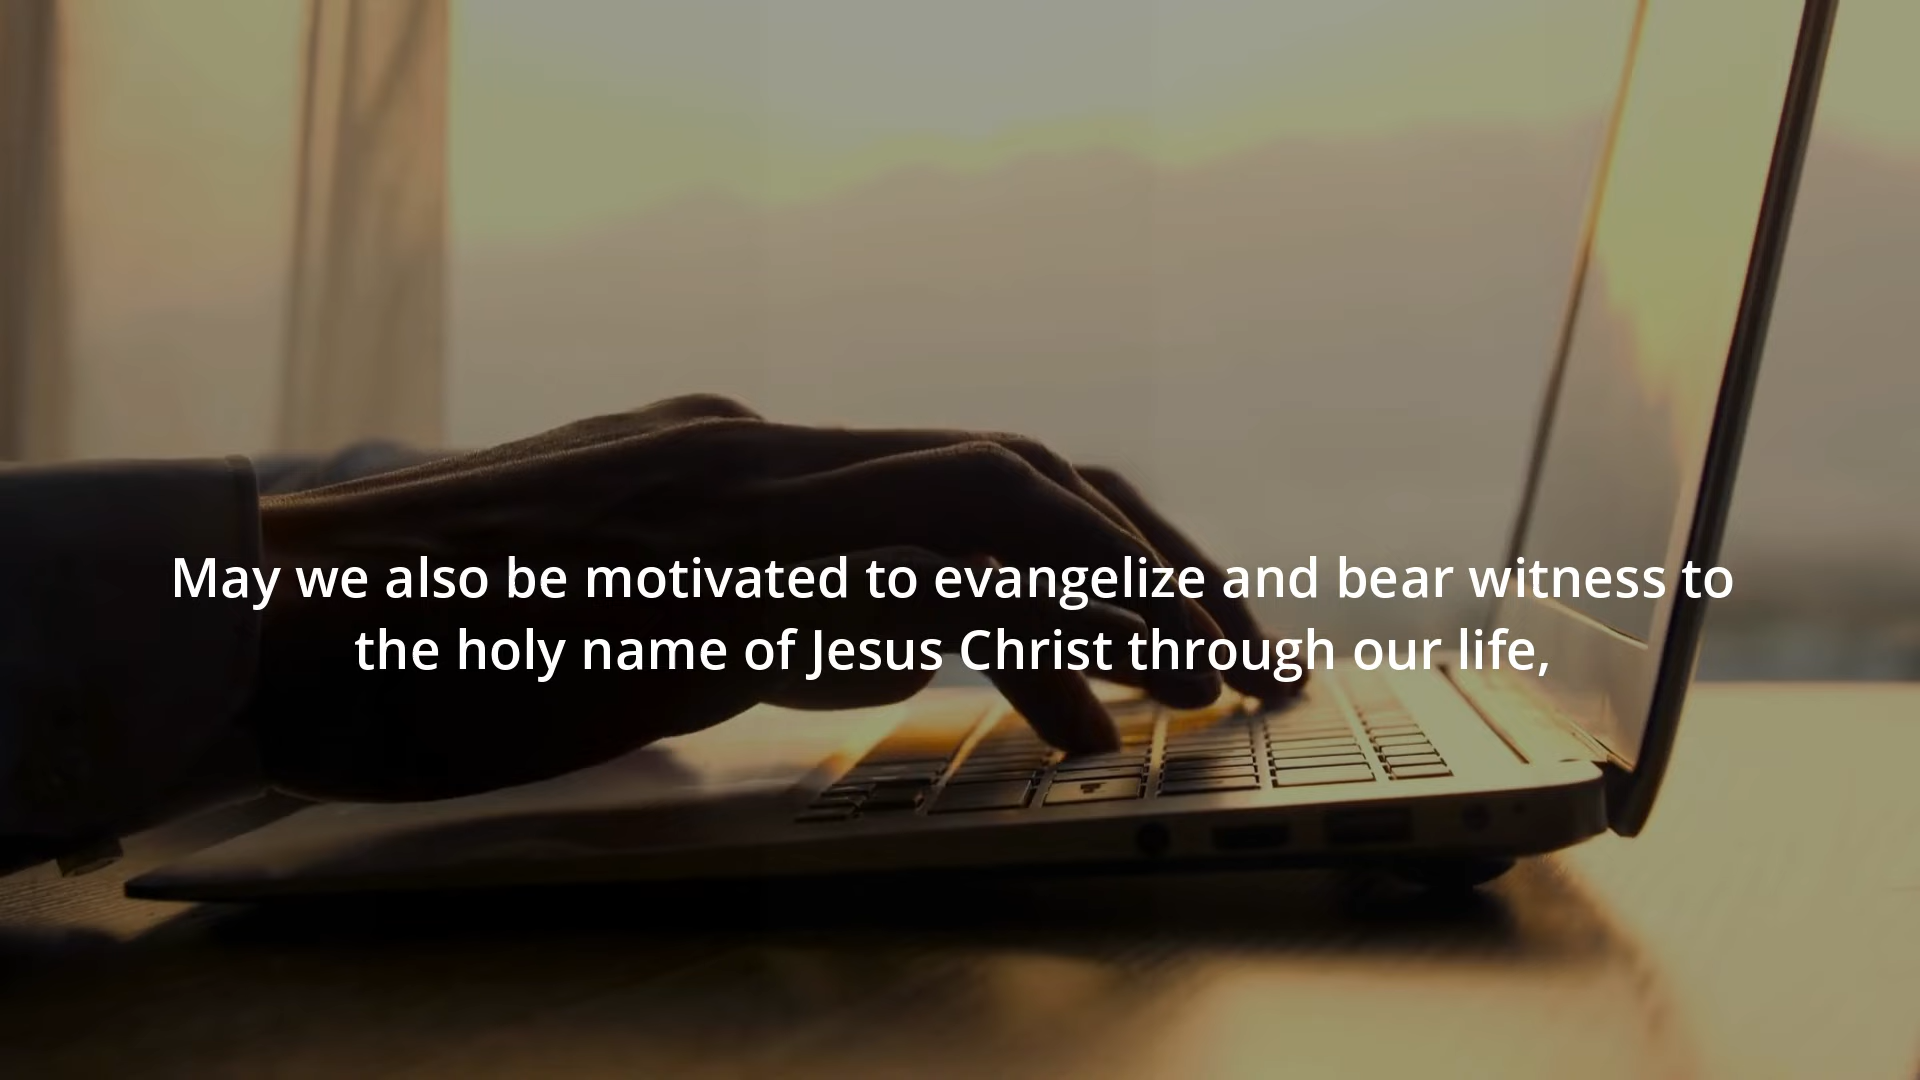 May we also be motivated to evangelize and bear witness to
the holy name of Jesus Christ through our life,